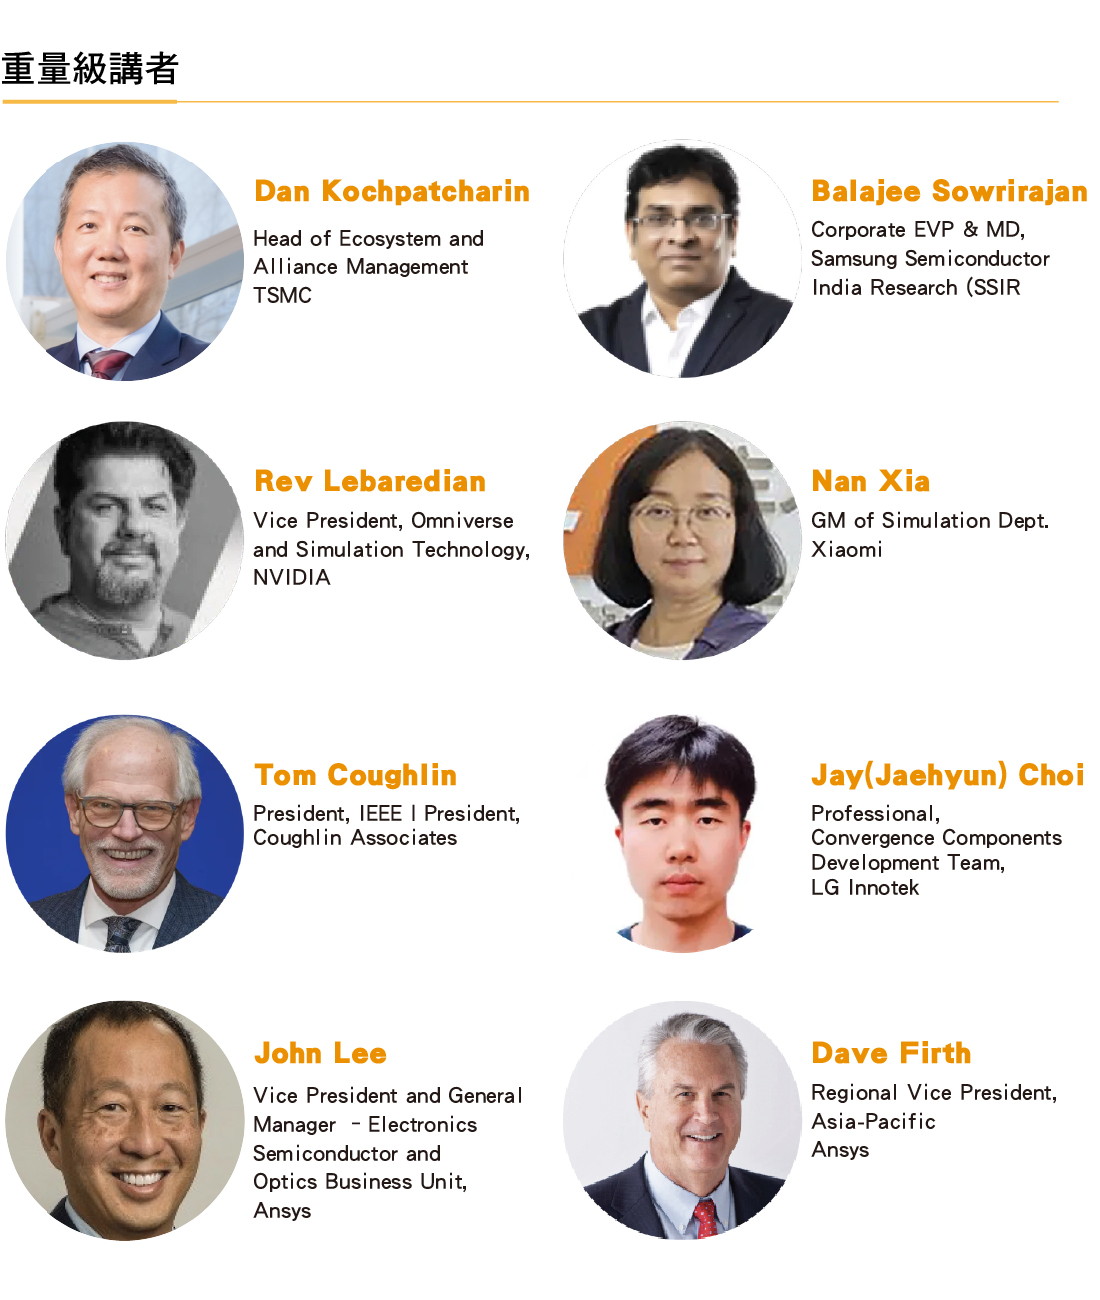 重量級講者
Dan Kochpatcharin
Head of Ecosystem and
Alliance Management
TSMC
Balajee Sowrirajan
Corporate EVP & MD,
Samsung Semiconductor
India Research (SSIR
Rev Lebaredian
Vice President, Omniverse
and Simulation Technology,
NVIDIA
Nan Xia
GM of Simulation Dept.
Xiaomi
Tom Coughlin
President, IEEE | President,
Coughlin Associates
Jay(Jaehyun) Choi
Professional,
Convergence Components
Development Team,
LG Innotek
John Lee
Vice President and General
Manager – Electronics
Semiconductor and
Optics Business Unit,
Ansys
Dave Firth
Regional Vice President,
Asia-Pacific
Ansys